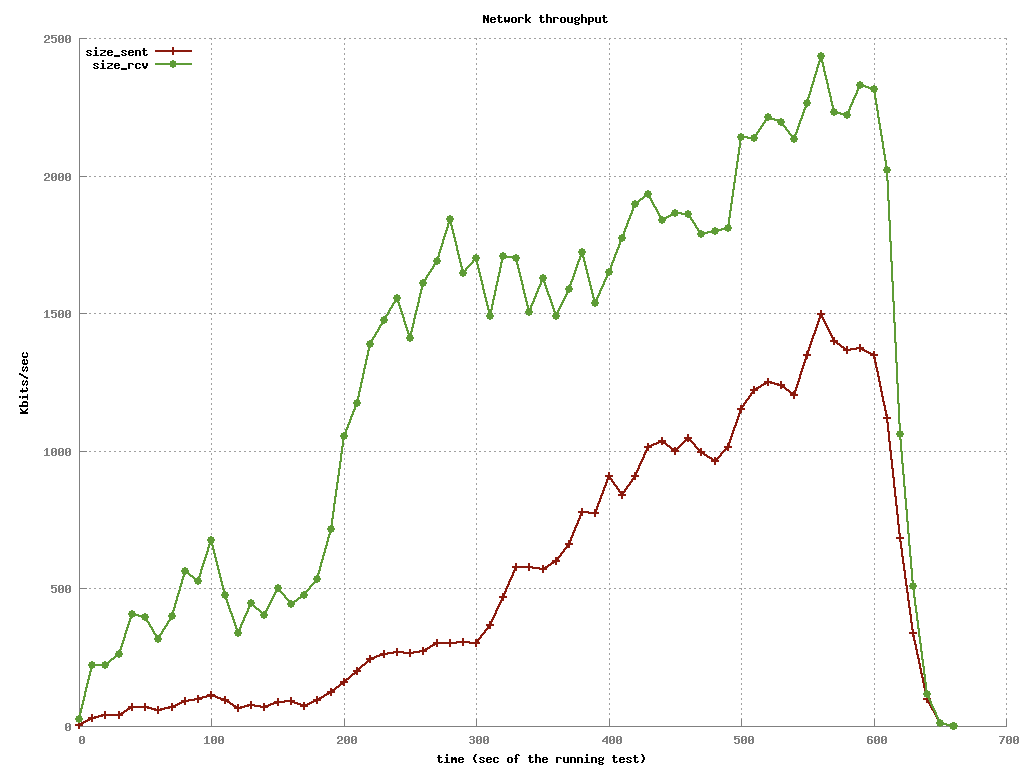 Network throughput
2500
size_sent
size_rcv
2000
1500
Kbits/sec
1000
500
0
0 100 200 300 400 500 600 700
time (sec of the running test)